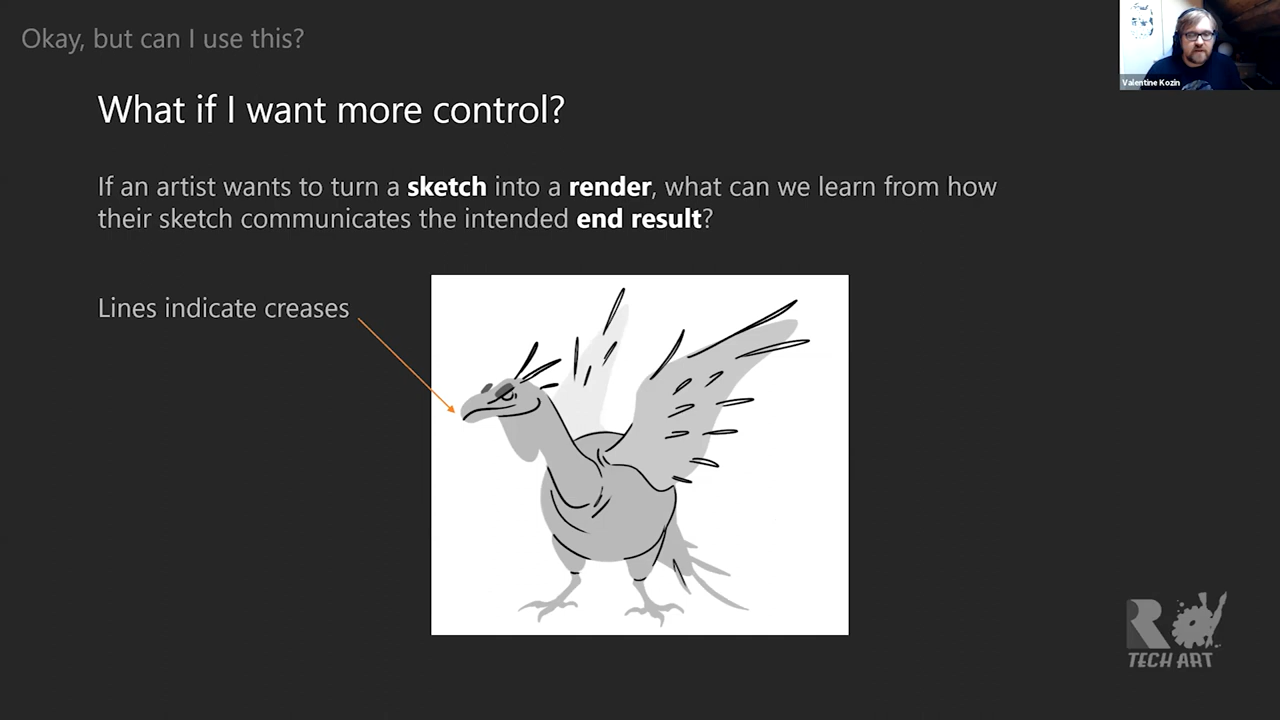 Okay, but can I use this?
Valentine Kozin
What if I want more control?
If an artist wants to turn a sketch into a render, what can we learn from how
their sketch communicates the intended end result?
Lines indicate creases
R
TECH ART